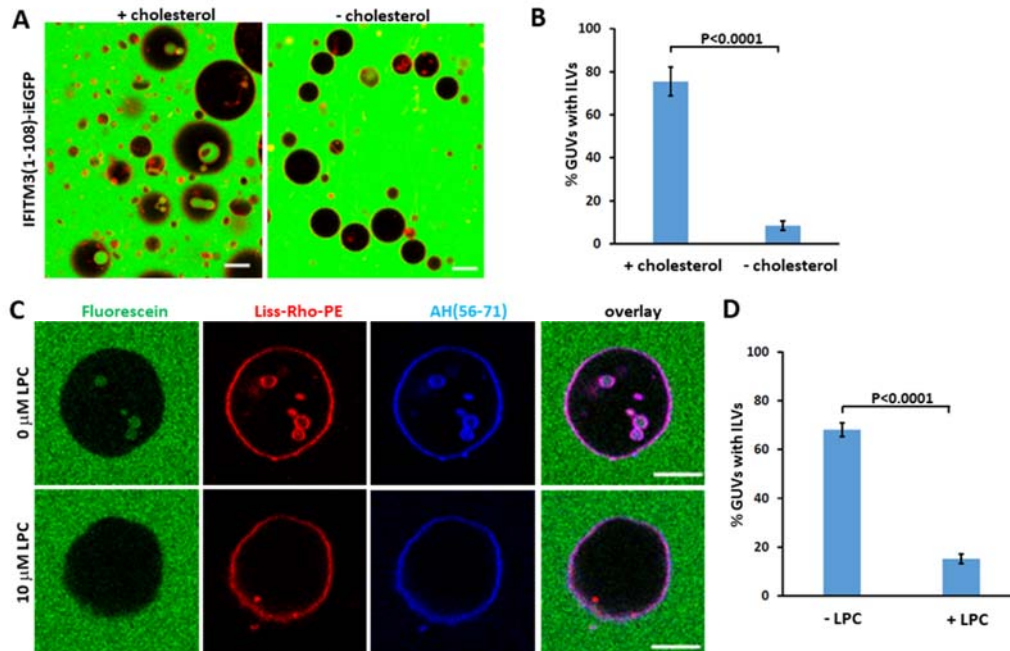 A
+ cholesterol - cholesterol
IFITM3(1-108)-iEGFP
B
P<0.0001
100
80
60
40
20
0
% GUVs with ILVs
+ cholesterol - cholesterol
C
Fluorescein Liss-Rho-PE AH(56-71) overlay
0 μM LPC
10 μM LPC
D
P<0.0001
100
80
60
40
20
0
% GUVs with ILVs
- LPC + LPC